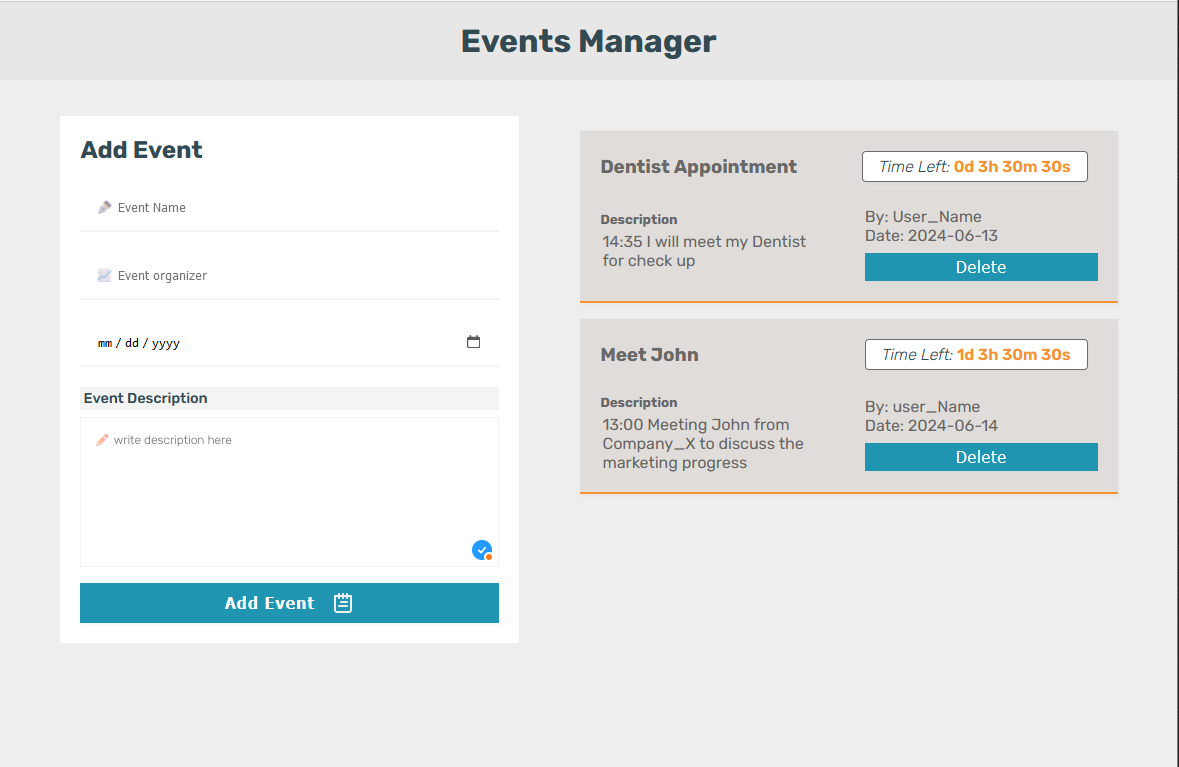 Events Manager
Add Event
Event Name
Event organizer
mm / dd / yyyy
Event Description
write description here
Add Event
Dentist Appointment
Time Left: 0d 3h 30m 30s
Description
14:35 I will meet my Dentist
for check up
By: User_Name
Date: 2024-06-13
Delete
Meet John
Time Left: 1d 3h 30m 30s
Description
13:00 Meeting John from
Company_X to discuss the
marketing progress
By: user_Name
Date: 2024-06-14
Delete